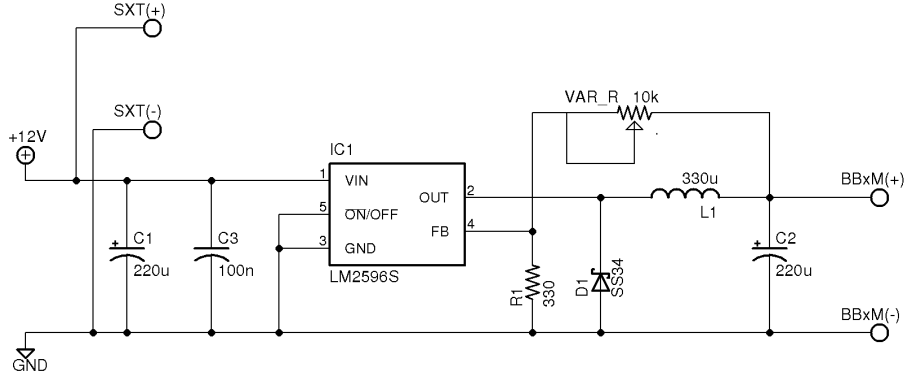 SXT(+)
SXT(-)
+12V
VAR_R 10k
IC1
1 VIN
OUT 2
5 ON/OFF
FB 4
3 GND
LM2596S
330u
L1
BBxM(+)
C1
220u
C3
100n
R1
330
D1
SS34
C2
220u
BBxM(-)
GND